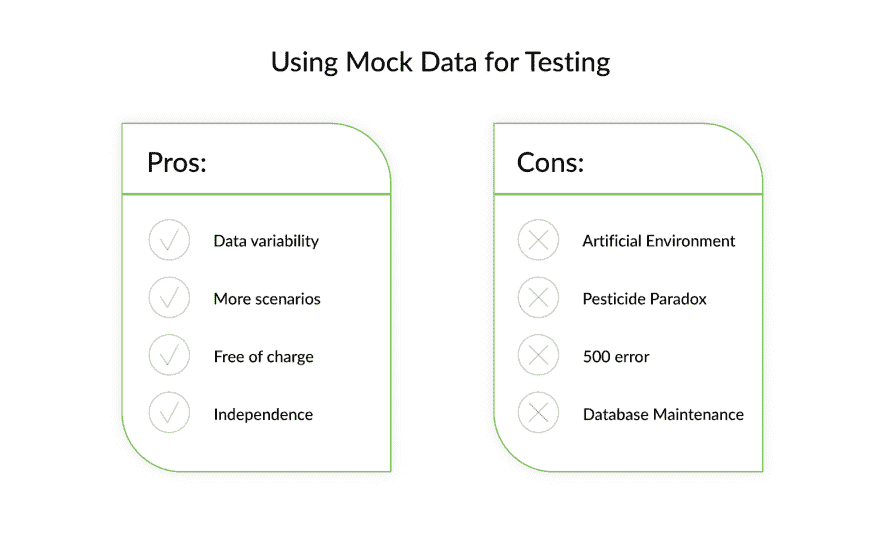 Using Mock Data for Testing
Pros:
Data variability
More scenarios
Free of charge
Independence
Cons:
Artificial Environment
Pesticide Paradox
500 error
Database Maintenance